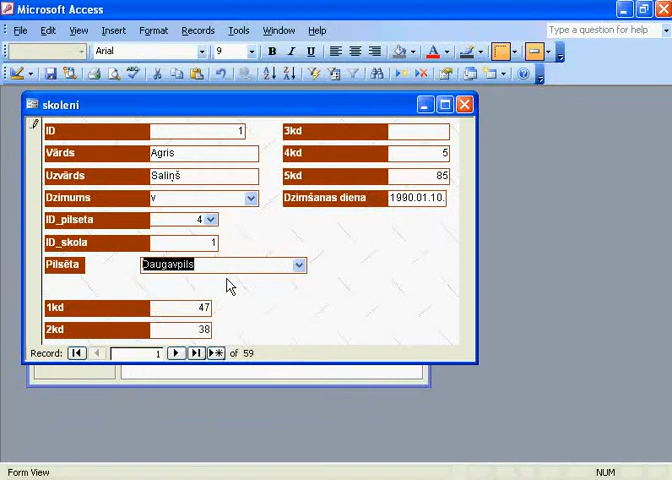 Microsoft Access
File Edit View Insert Format Records Tools Window Help
Type a question for help
Arial 9
skoleni
ID 1
Vārds Agris
Uzvārds Saliņš
Dzimums v
ID_pilseta 4
ID_skola 1
Pilsēta Daugavpils
1kd 47
2kd 38
3kd
4kd 5
5kd 85
Dzimšanas diena 1990.01.10.
Record: 1 of 59
Form View NUM